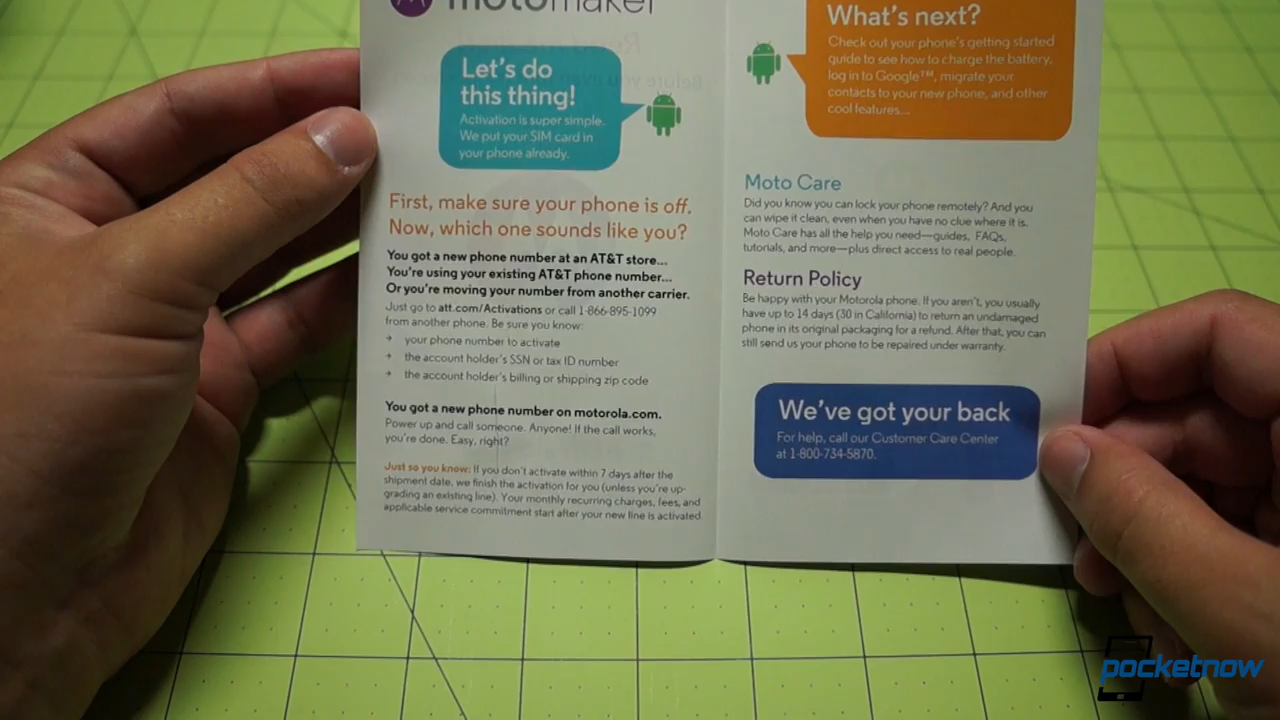 motomaker
Let's do
this thing!
Activation is super simple.
We put your SIM card in
your phone already.
First, make sure your phone is off.
Now, which one sounds like you?
You got a new phone number at an AT&T store...
You're using your existing AT&T phone number...
Or you're moving your number from another carrier.
Just go to att.com/Activations or call 1-866-895-1099
from another phone. Be sure you know:
your phone number to activate
the account holder's SSN or tax ID number
the account holder's billing or shipping zip code
You got a new phone number on motorola.com.
Power up and call someone. Anyone! If the call works,
you're done. Easy, right?
Just so you know: If you don't activate within 7 days after the
shipment date, we finish the activation for you (unless you're up-
grading an existing line). Your monthly recurring charges, fees, and
applicable service commitment start after your new line is activated.
What's next?
Check out your phone's getting started
guide to see how to charge the battery,
log in to Google™, migrate your
contacts to your new phone, and other
cool features...
Moto Care
Did you know you can lock your phone remotely? And you
can wipe it clean, even when you have no clue where it is.
Moto Care has all the help you need—guides, FAQs,
tutorials, and more—plus direct access to real people.
Return Policy
Be happy with your Motorola phone. If you aren't, you usually
have up to 14 days (30 in California) to return an undamaged
phone in its original packaging for a refund. After that, you can
still send us your phone to be repaired under warranty.
We've got your back
For help, call our Customer Care Center
at 1-800-734-5870.
pocketnow